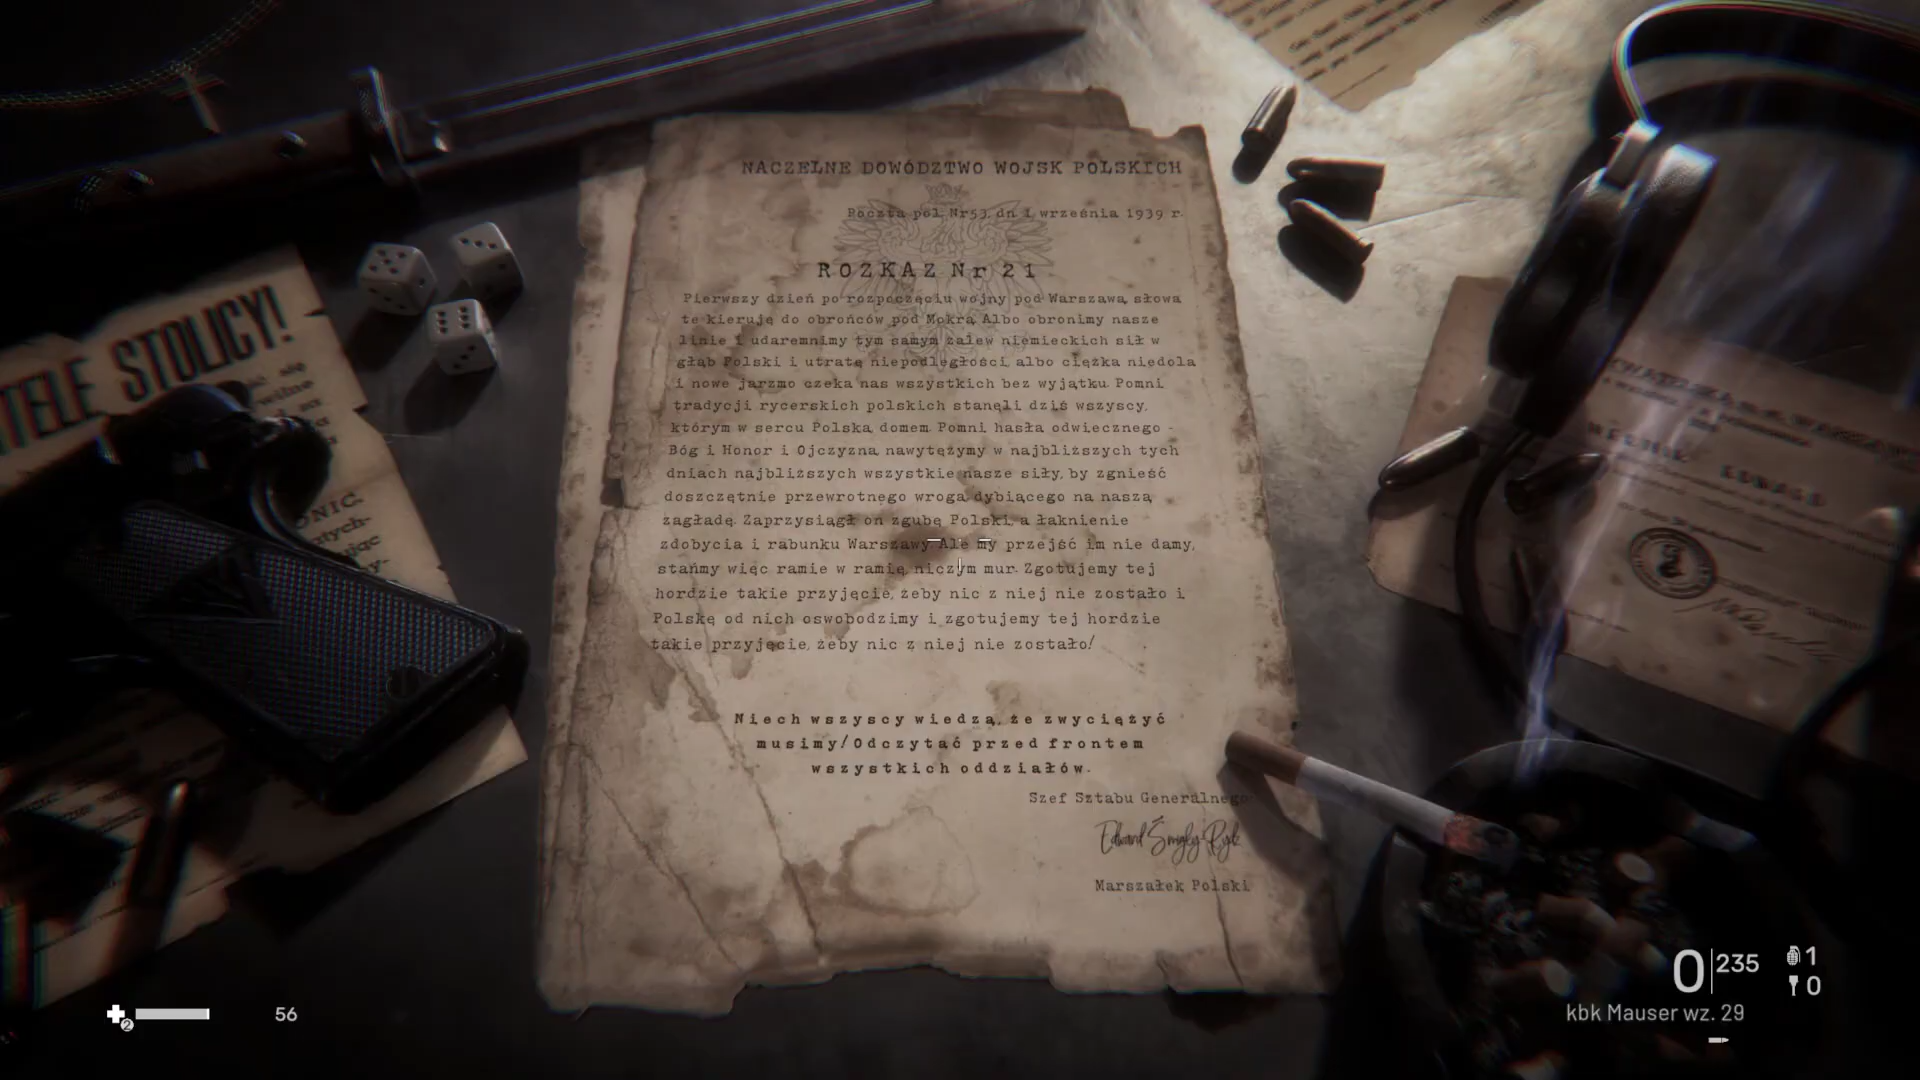 NACZELNE DOWÓDZTWO WOJSK POLSKICH
Poczta pol. Nr53, dn 1 września 1939 r.
ROZKAZ Nr 21
Pierwszy dzień po rozpoczęciu wojny pod Warszawą, słowa
te kieruję do obrońców pod Mokrą. Albo obronimy nasze
linie i udaremnimy tym samym zalew niemieckich sił w
głąb Polski i utratę niepodległości, albo ciężka niedola
i nowe jarzmo czeka nas wszystkich bez wyjątku. Pomni
tradycji rycerskich polskich stanęli dziś wszyscy,
którym w sercu Polska, domem. Pomni hasła odwiecznego -
Bóg i Honor i Ojczyzna, nawytężymy w najbliższych tych
dniach najbliższych wszystkie nasze siły, by zgnieść
doszczętnie przewrotnego wroga, dybiącego na naszą
zagładę. Zaprzysiągł on zgubę Polski, a łaknienie
zdobycia i rabunku Warszawy. Ale my przejść im nie damy,
stańmy więc ramie w ramię, niczym mur. Zgotujemy tej
hordzie takie przyjęcie, żeby nic z niej nie zostało i
Polskę od nich oswobodzimy i zgotujemy tej hordzie
takie przyjęcie, żeby nic z niej nie zostało!
Niech wszyscy wiedzą, że zwyciężyć
musimy/Odczytać przed frontem
wszystkich oddziałów.
Szef Sztabu Generalnego
Edward Śmigły-Rydz
Marszałek Polski
TELE STOLICY!
56
0|235
1
0
kbk Mauser wz. 29